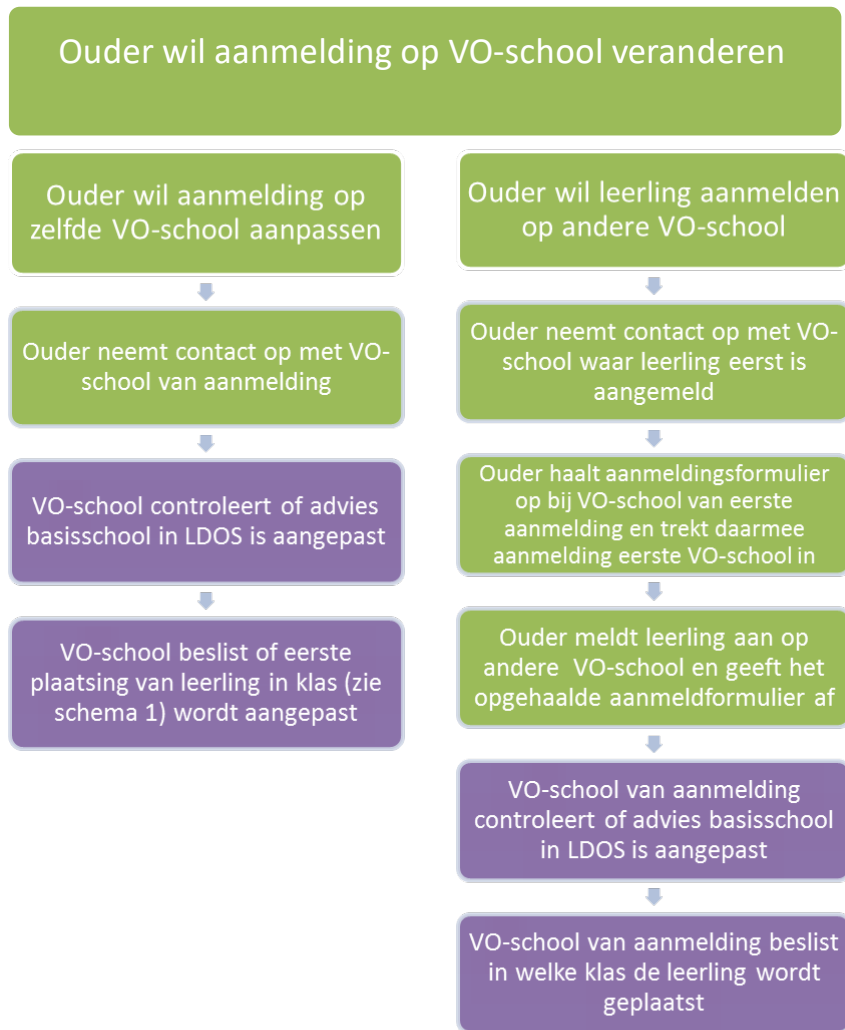 Ouder wil aanmelding op VO-school veranderen
Ouder wil aanmelding op
zelfde VO-school aanpassen
Ouder neemt contact op met VO-
school van aanmelding
VO-school controleert of advies
basisschool in LDOS is aangepast
VO-school beslist of eerste
plaatsing van leerling in klas (zie
schema 1) wordt aangepast
Ouder wil leerling aanmelden
op andere VO-school
Ouder neemt contact op met VO-
school waar leerling eerst is
aangemeld
Ouder haalt aanmeldingsformulier
op bij VO-school van eerste
aanmelding en trekt daarmee
aanmelding eerste VO-school in
Ouder meldt leerling aan op
andere VO-school en geeft het
opgehaalde aanmeldformulier af
VO-school van aanmelding
controleert of advies basisschool
in LDOS is aangepast
VO-school van aanmelding beslist
in welke klas de leerling wordt
geplaatst